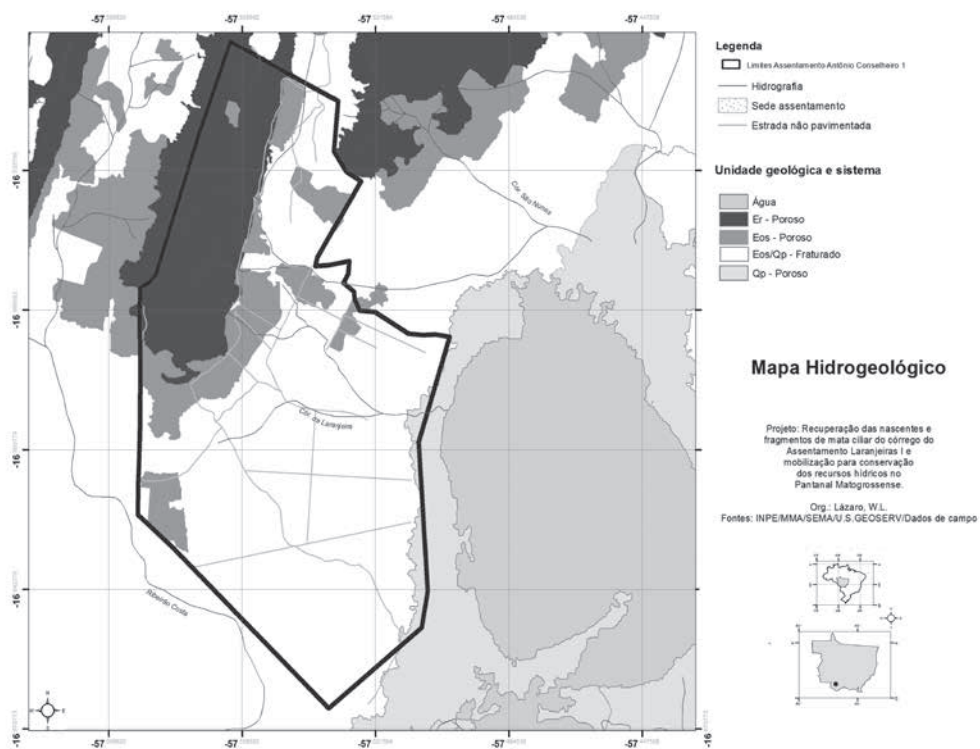 Legenda
Limites Assentamento Antônio Conselheiro 1
Hidrografia
Sede assentamento
Estrada não pavimentada
Unidade geológica e sistema
Água
Er - Poroso
Eos - Poroso
Eos/Qp - Fraturado
Qp - Poroso
Mapa Hidrogeológico
Projeto: Recuperação das nascentes e
fragmentos de mata ciliar do córrego do
Assentamento Laranjeiras I e
mobilização para conservação
dos recursos hídricos no
Pantanal Matogrossense.
Org.: Lázaro, W.L.
Fontes: INPE/MMA/SEMA/U.S.GEOSERV/Dados de campo
-57
-57
-57
-57
-57
-16
-16
-16
-16
-16
Cór.
Cór.
Laranjeira
Ribeirão Costa
-57
-57
-57
-57
-57